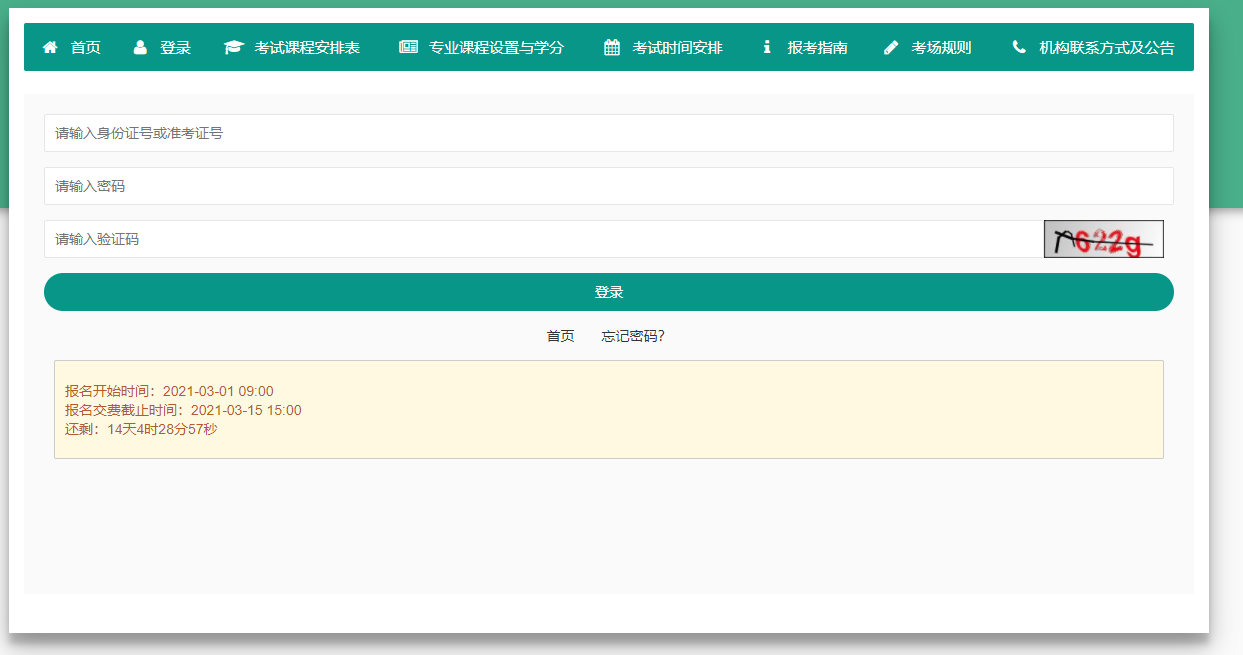 首页 登录 考试课程安排表 专业课程设置与学分 考试时间安排 报考指南 考场规则 机构联系方式及公告
请输入身份证号或准考证号
请输入密码
请输入验证码
登录
首页 忘记密码?
报名开始时间：2021-03-01 09:00
报名交费截止时间：2021-03-15 15:00
还剩：14天4时28分57秒